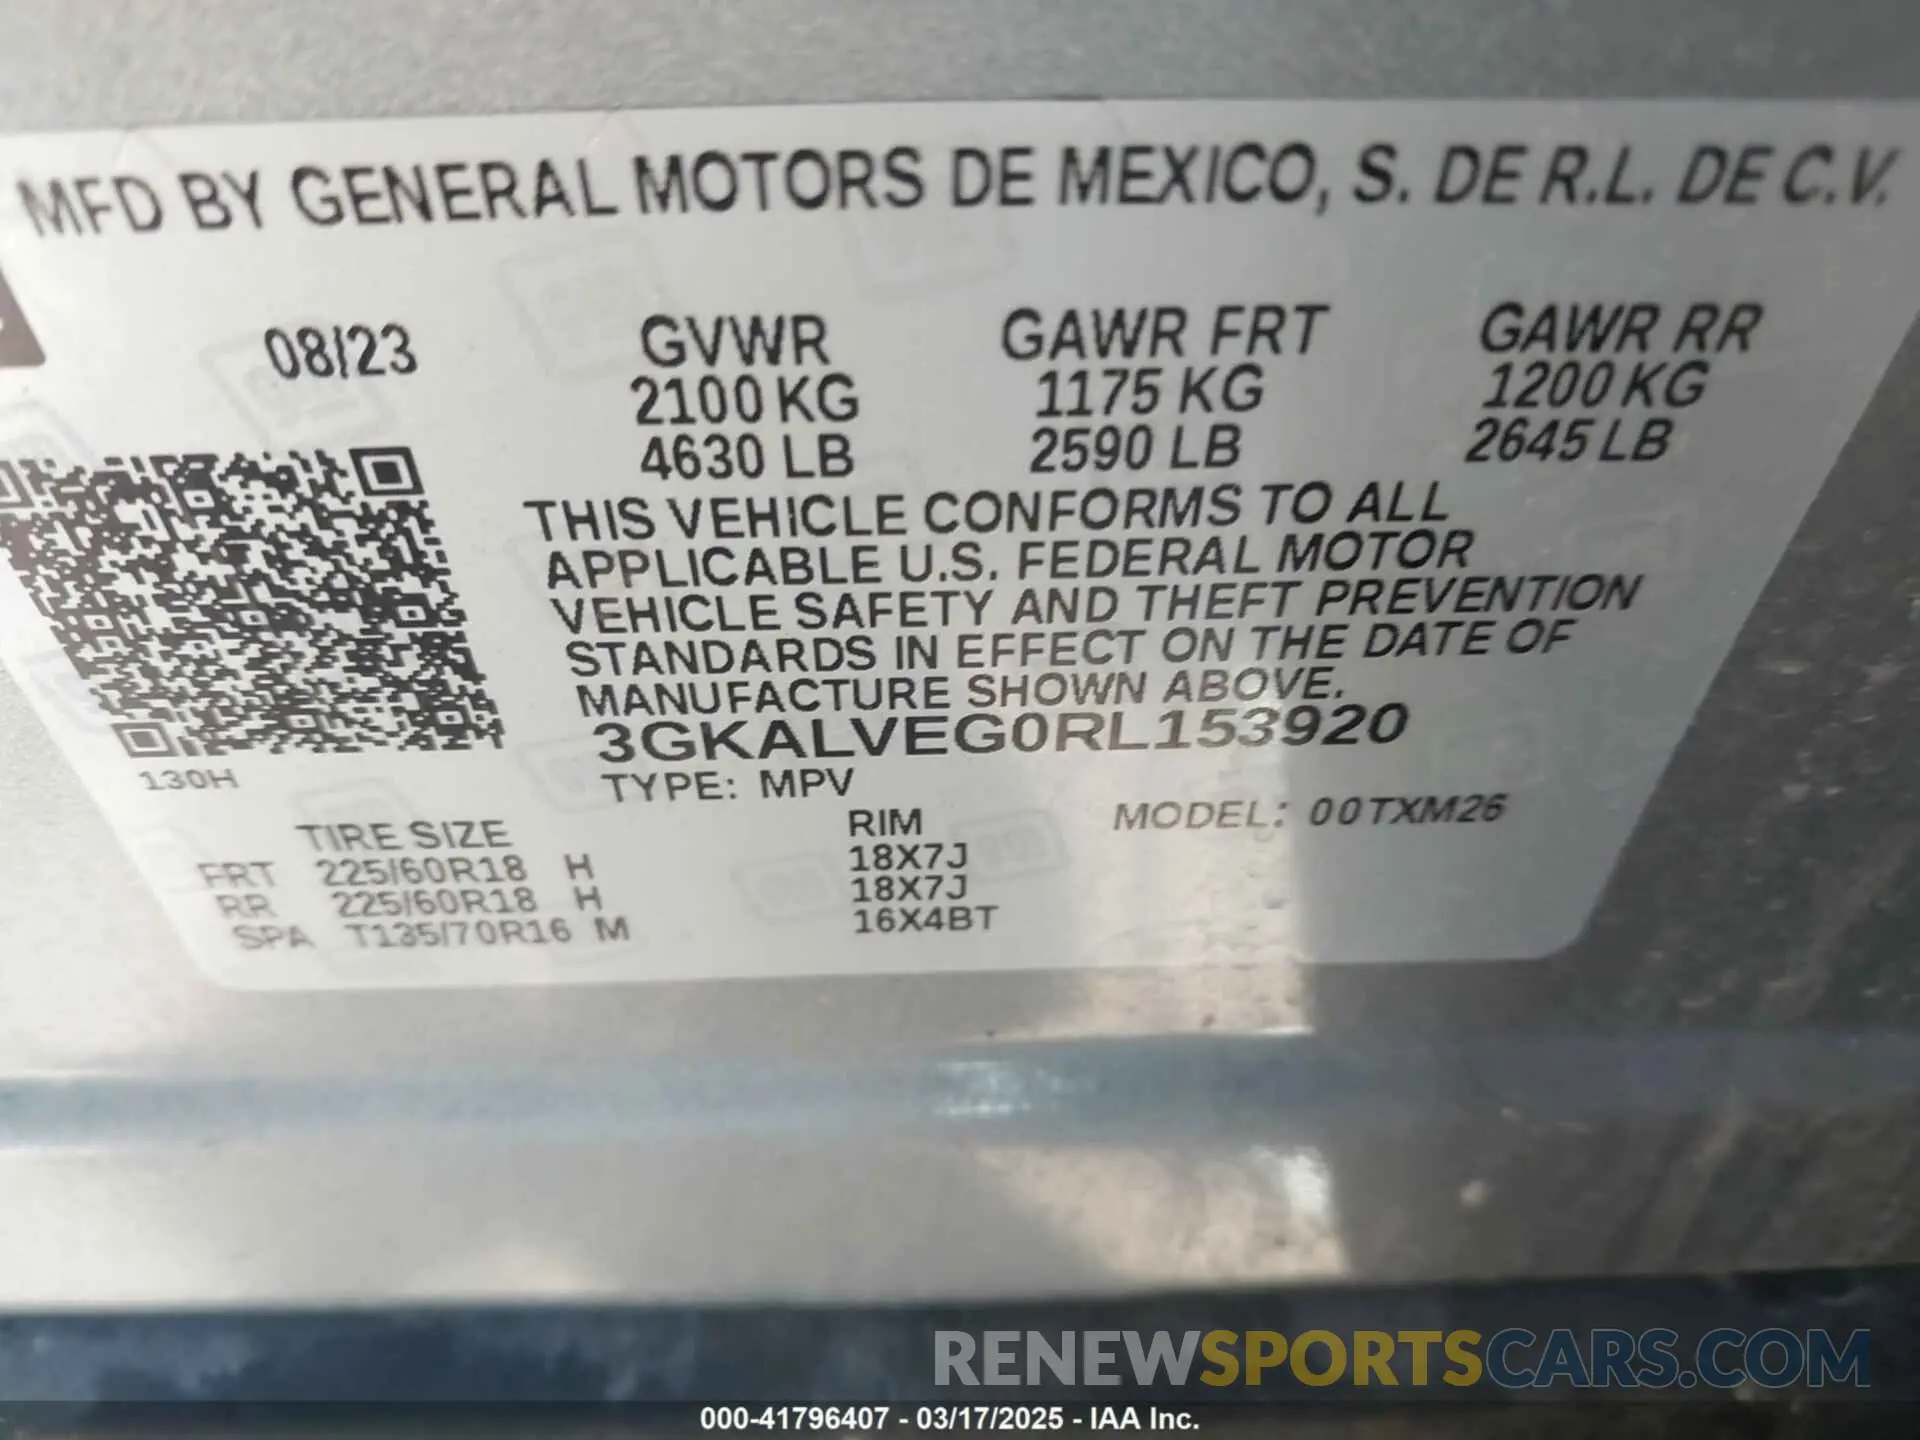 MFD BY GENERAL MOTORS DE MEXICO, S. DE R.L. DE C.V.
08/23
GVWR
2100 KG
4630 LB
GAWR FRT
1175 KG
2590 LB
GAWR RR
1200 KG
2645 LB
THIS VEHICLE CONFORMS TO ALL
APPLICABLE U.S. FEDERAL MOTOR
VEHICLE SAFETY AND THEFT PREVENTION
STANDARDS IN EFFECT ON THE DATE OF
MANUFACTURE SHOWN ABOVE.
3GKALVEG0RL153920
130H
TYPE: MPV
MODEL: 00TXM26
TIRE SIZE RIM
FRT 225/60R18 H 18X7J
RR 225/60R18 H 18X7J
SPA T135/70R16 M 16X4BT
RENEWSPORTSCARS.COM
000-41796407 - 03/17/2025 - IAA Inc.